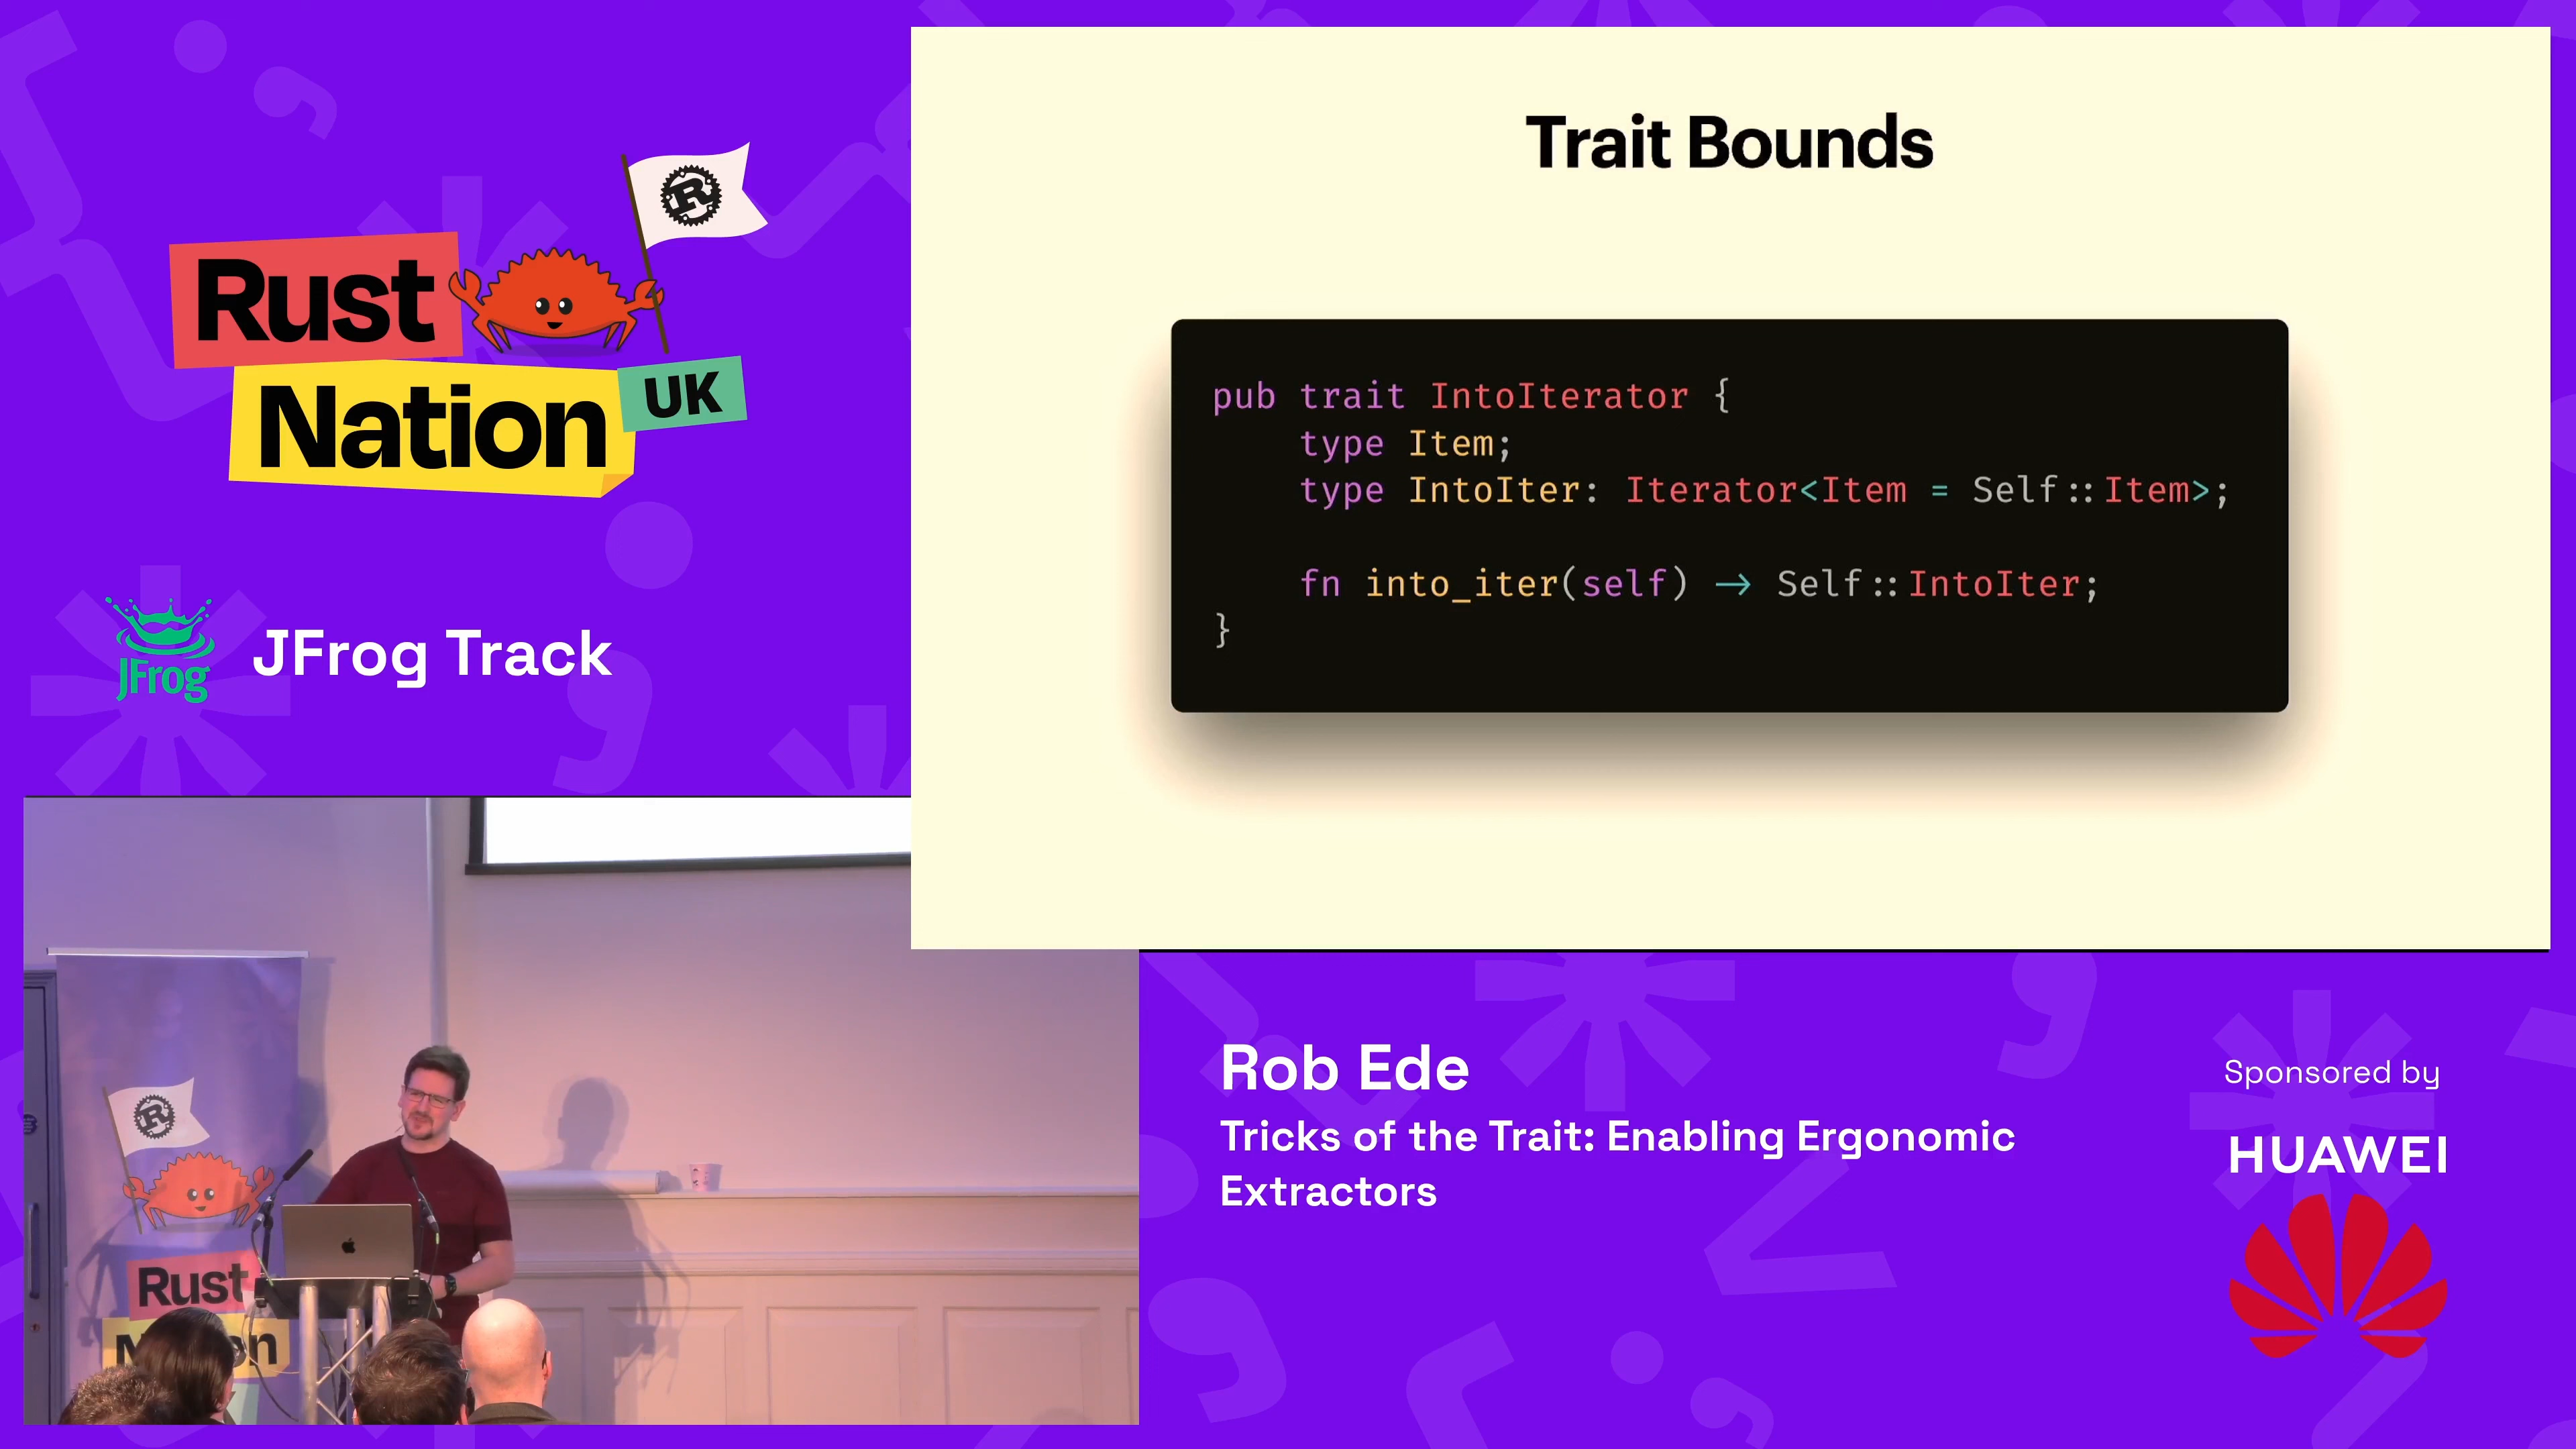 Rust
Nation
UK
R
JFrog
JFrog Track
Trait Bounds
pub trait IntoIterator {
    type Item;
    type IntoIter: Iterator<Item = Self::Item>;
    fn into_iter(self) → Self::IntoIter;
}
R
Rust
Rob Ede
Tricks of the Trait: Enabling Ergonomic
Extractors
Sponsored by
HUAWEI